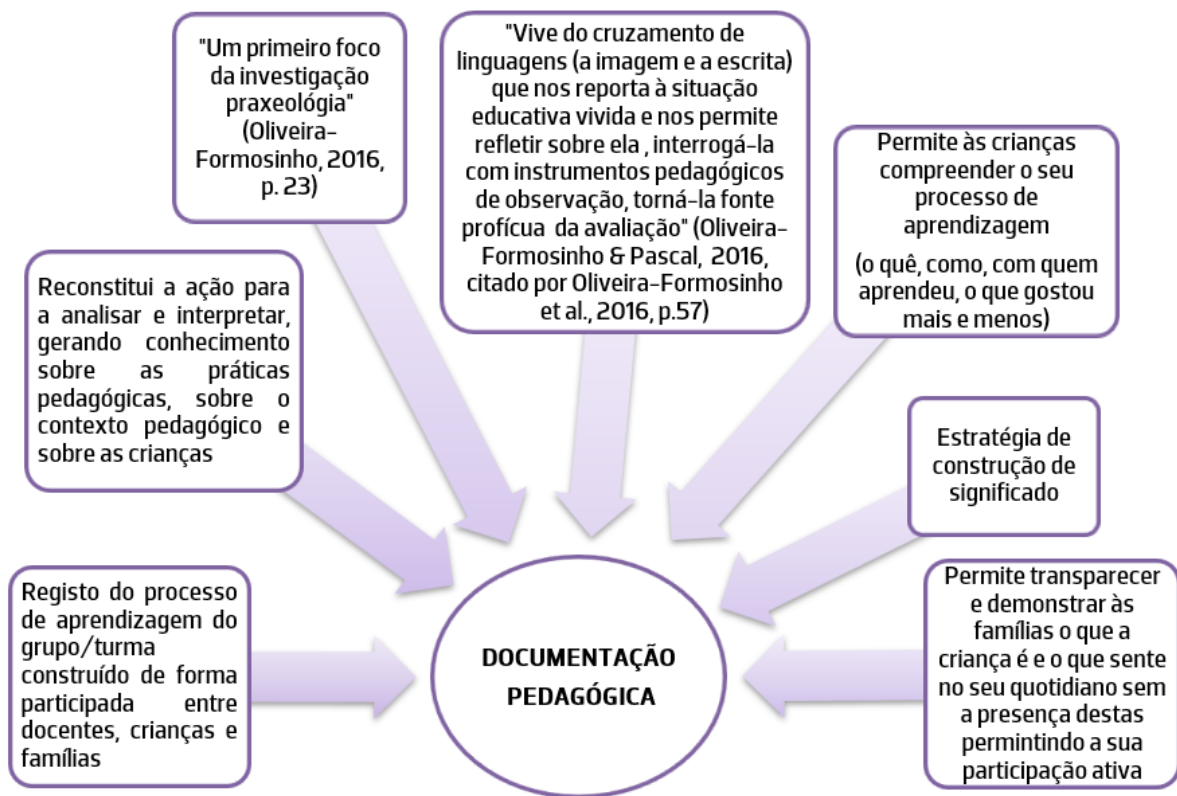 "Um primeiro foco
da investigação
praxeológia"
(Oliveira-
Formosinho, 2016,
p. 23)
"Vive do cruzamento de
linguagens (a imagem e a escrita)
que nos reporta à situação
educativa vivida e nos permite
refletir sobre ela , interrogá-la
com instrumentos pedagógicos
de observação, torná-la fonte
profícua da avaliação" (Oliveira-
Formosinho & Pascal, 2016,
citado por Oliveira-Formosinho
et al., 2016, p.57)
Permite às crianças
compreender o seu
processo de
aprendizagem
(o quê, como, com quem
aprendeu, o que gostou
mais e menos)
Reconstitui a ação para
a analisar e interpretar,
gerando conhecimento
sobre as práticas
pedagógicas, sobre o
contexto pedagógico e
sobre as crianças
Estratégia de
construção de
significado
Registo do processo
de aprendizagem do
grupo/turma
construído de forma
participada entre
docentes, crianças e
famílias
DOCUMENTAÇÃO
PEDAGÓGICA
Permite transparecer
e demonstrar às
famílias o que a
criança é e o que sente
no seu quotidiano sem
a presença destas
permintindo a sua
participação ativa